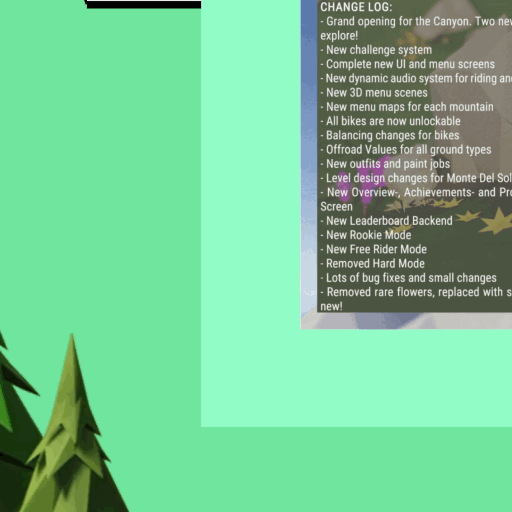 CHANGE LOG:
- Grand opening for the Canyon. Two new
explore!
- New challenge system
- Complete new UI and menu screens
- New dynamic audio system for riding and
- New 3D menu scenes
- New menu maps for each mountain
- All bikes are now unlockable
- Balancing changes for bikes
- Offroad Values for all ground types
- New outfits and paint jobs
- Level design changes for Monte Del Sol
- New Overview-, Achievements- and
Screen
- New Leaderboard Backend
- New Rookie Mode
- New Free Rider Mode
- Removed Hard Mode
- Lots of bug fixes and small changes
- Removed rare flowers, replaced with
new!